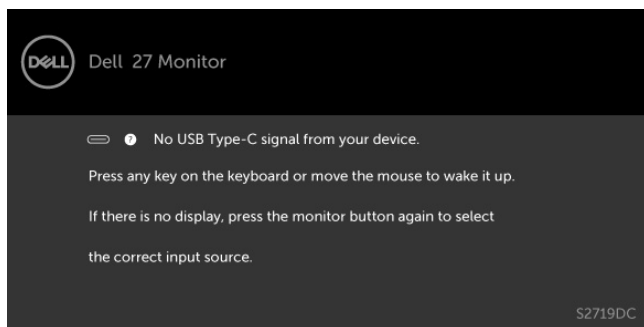 DELL
Dell 27 Monitor
? No USB Type-C signal from your device.
Press any key on the keyboard or move the mouse to wake it up.
If there is no display, press the monitor button again to select
the correct input source.
S2719DC